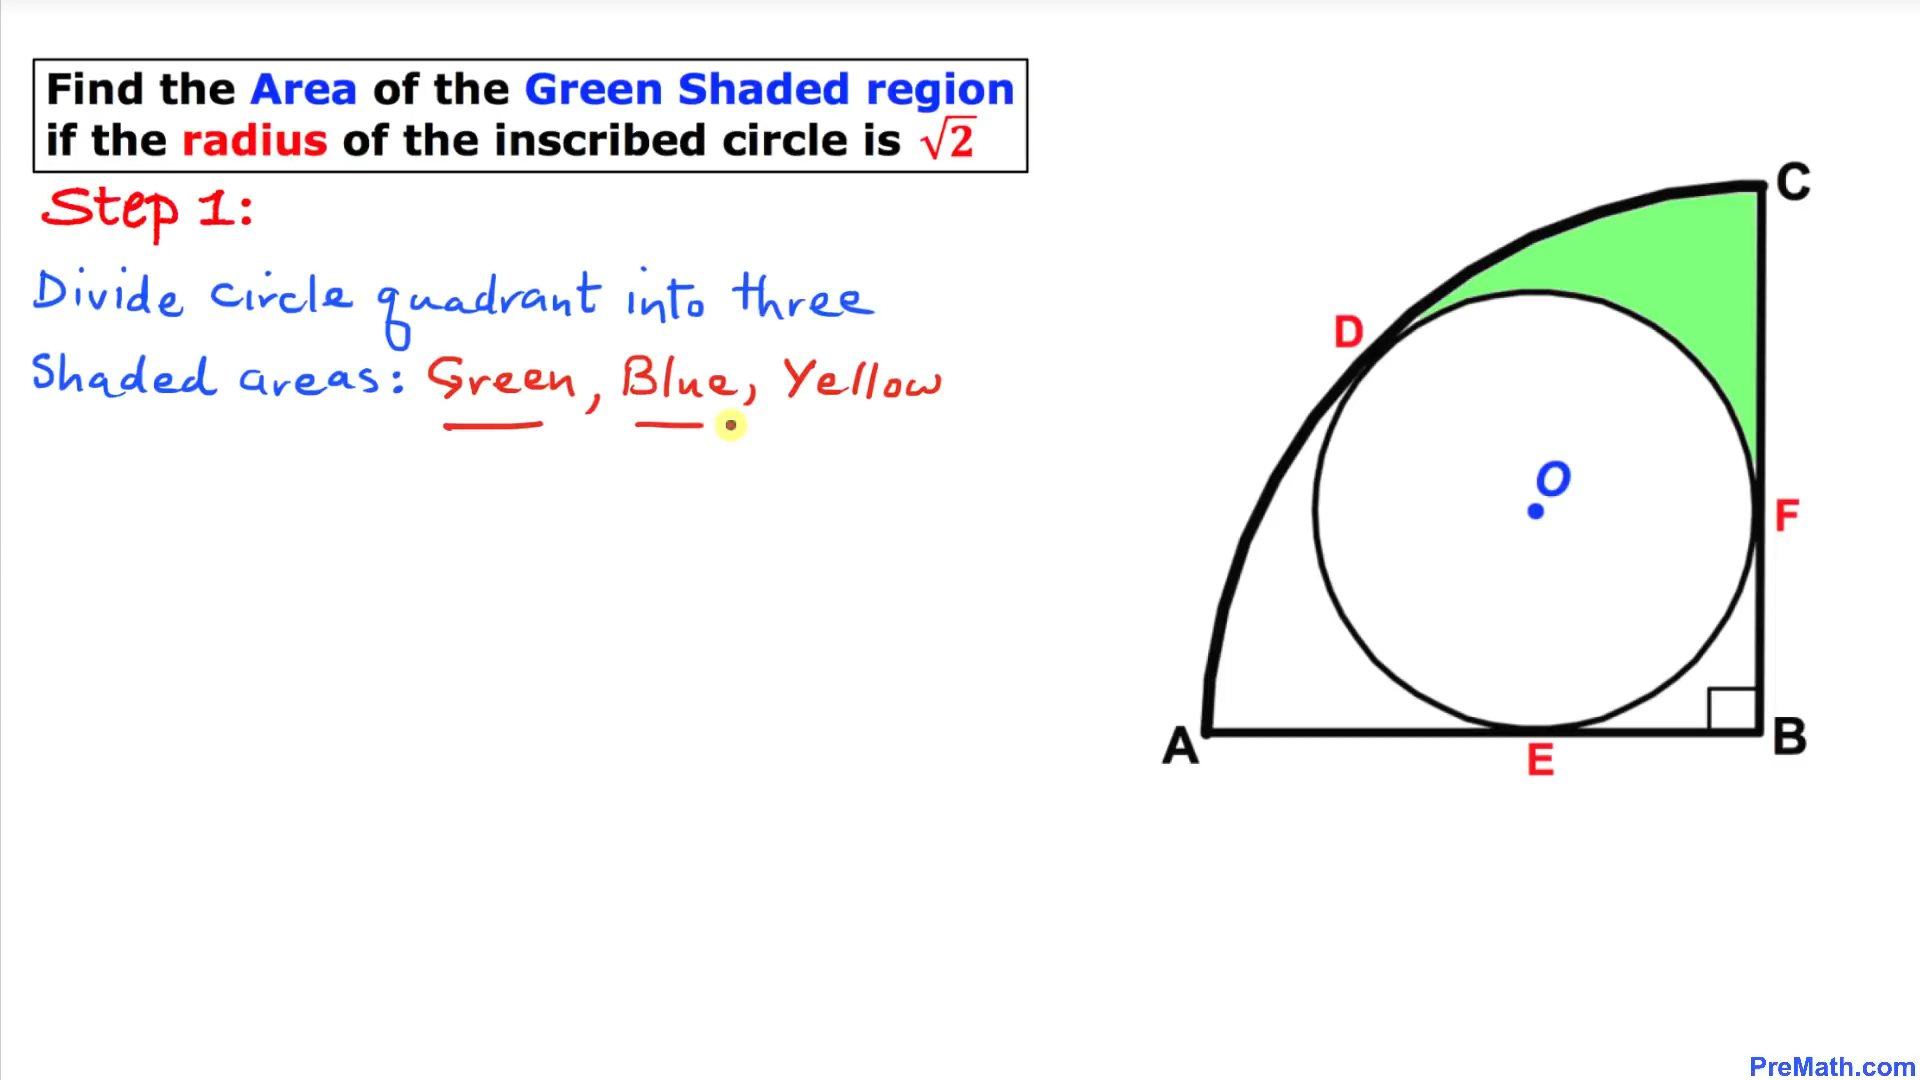 Find the Area of the Green Shaded region
if the radius of the inscribed circle is √2
Step 1:
Divide circle quadrant into three
Shaded areas: Green, Blue, Yellow
C
D
O
F
A
B
E
PreMath.com